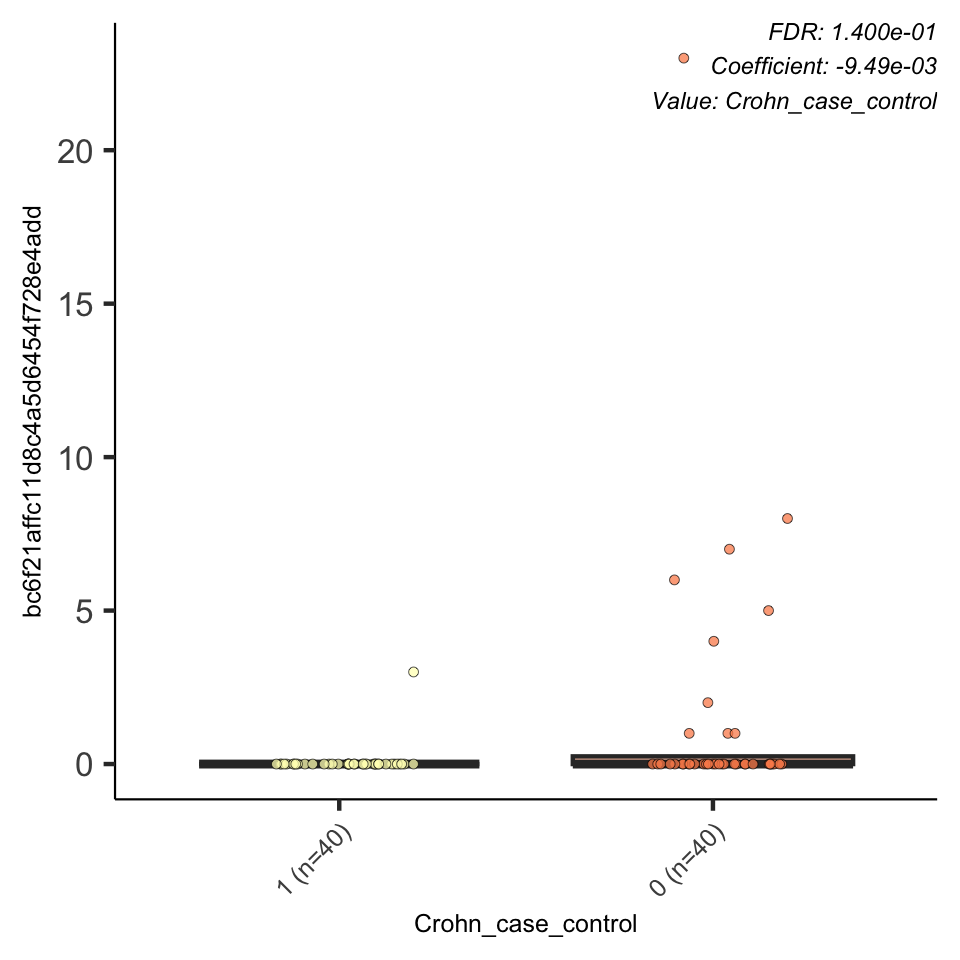 FDR: 1.400e-01
Coefficient: -9.49e-03
Value: Crohn_case_control
20
15
10
5
0
bc6f21affc11d8c4a5d6454f728e4add
1 (n=40)
0 (n=40)
Crohn_case_control